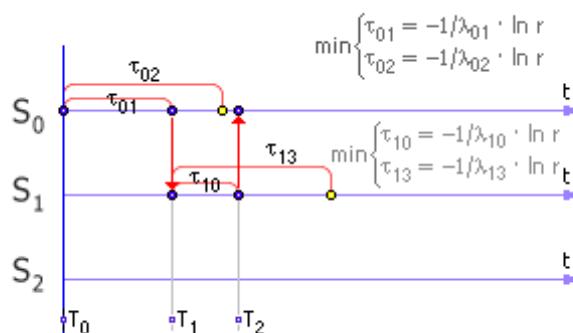 min { τ₀₁ = -1/λ₀₁ · ln r
τ₀₂ = -1/λ₀₂ · ln r
τ₀₂
τ₀₁
S₀
t
min { τ₁₀ = -1/λ₁₀ · ln r
τ₁₃ = -1/λ₁₃ · ln r
τ₁₃
τ₁₀
S₁
t
S₂
t
T₀ T₁ T₂